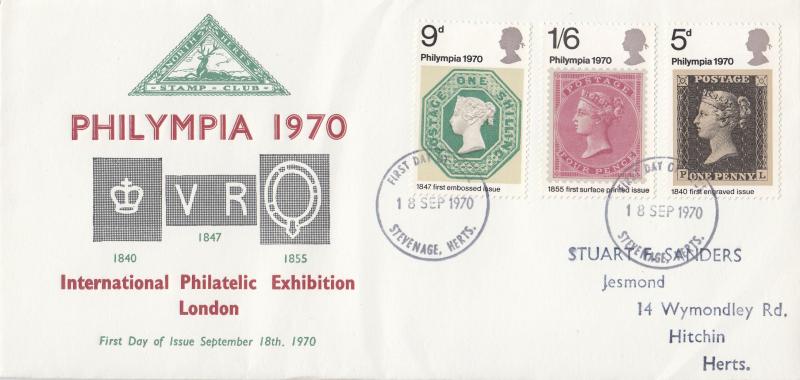 NORTH HERTS
STAMP · CLUB
PHILYMPIA 1970
V R
1840
1847
1855
International Philatelic Exhibition
London
First Day of Issue September 18th, 1970
9d
Philympia 1970
POSTAGE ONE SHILLING
1847 first embossed issue
1/6
Philympia 1970
POSTAGE
FOUR PENCE
1855 first surface printed issue
5d
Philympia 1970
POSTAGE
P ONE PENNY L
1840 first engraved issue
FIRST DAY OF
18 SEP 1970
STEVENAGE, HERTS.
FIRST DAY OF
18 SEP 1970
STEVENAGE, HERTS.
STUART F. SANDERS
Jesmond
14 Wymondley Rd,
Hitchin
Herts.